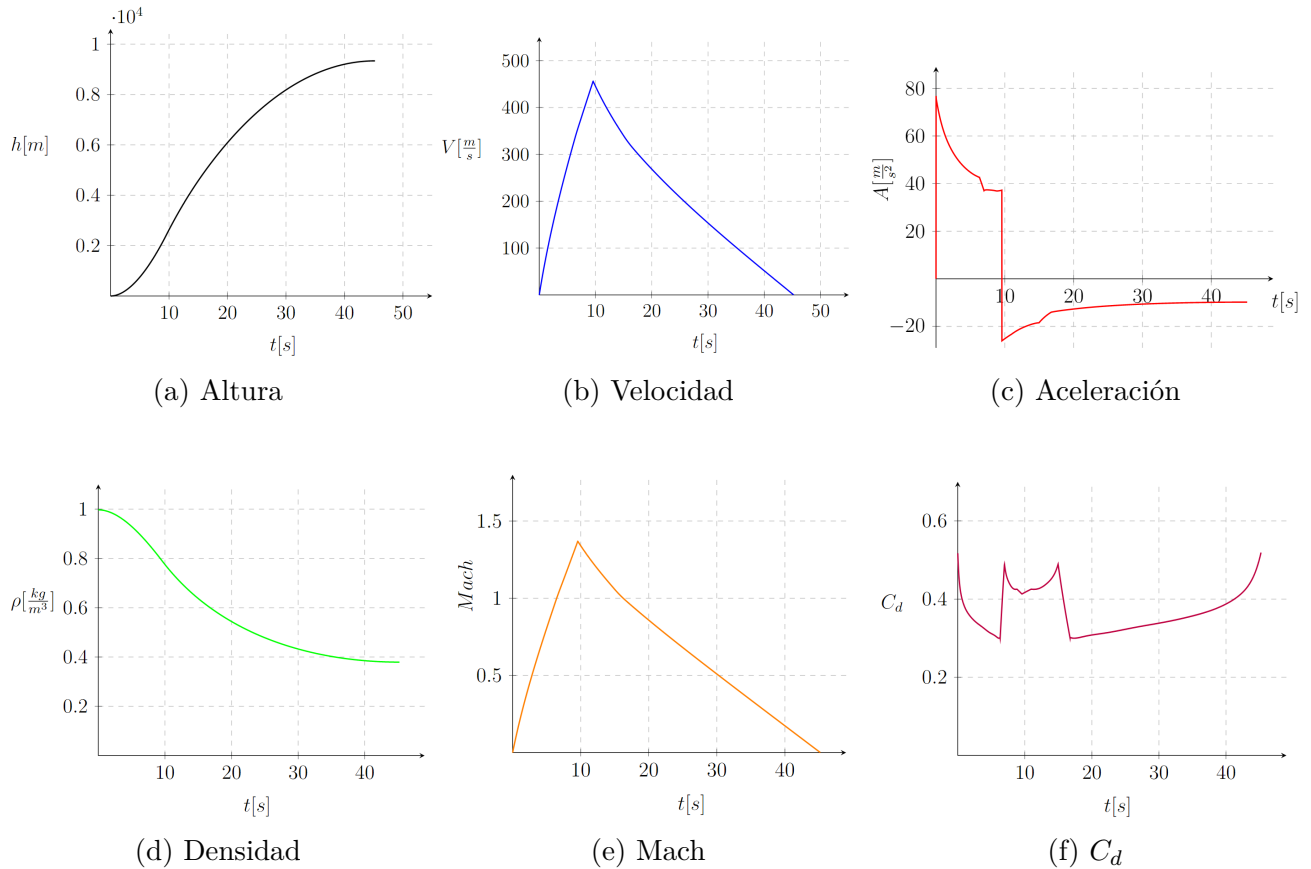 ·10⁴
1
0.8
0.6
0.4
0.2
10 20 30 40 50
h[m]
t[s]
(a) Altura
500
400
300
200
100
10 20 30 40 50
V[m/s]
t[s]
(b) Velocidad
80
60
40
20
−20
10 20 30 40
A[m/s²]
t[s]
(c) Aceleración
1
0.8
0.6
0.4
0.2
10 20 30 40
ρ[kg/m³]
t[s]
(d) Densidad
1.5
1
0.5
10 20 30 40
Mach
t[s]
(e) Mach
0.6
0.4
0.2
10 20 30 40
C_d
t[s]
(f) C_d